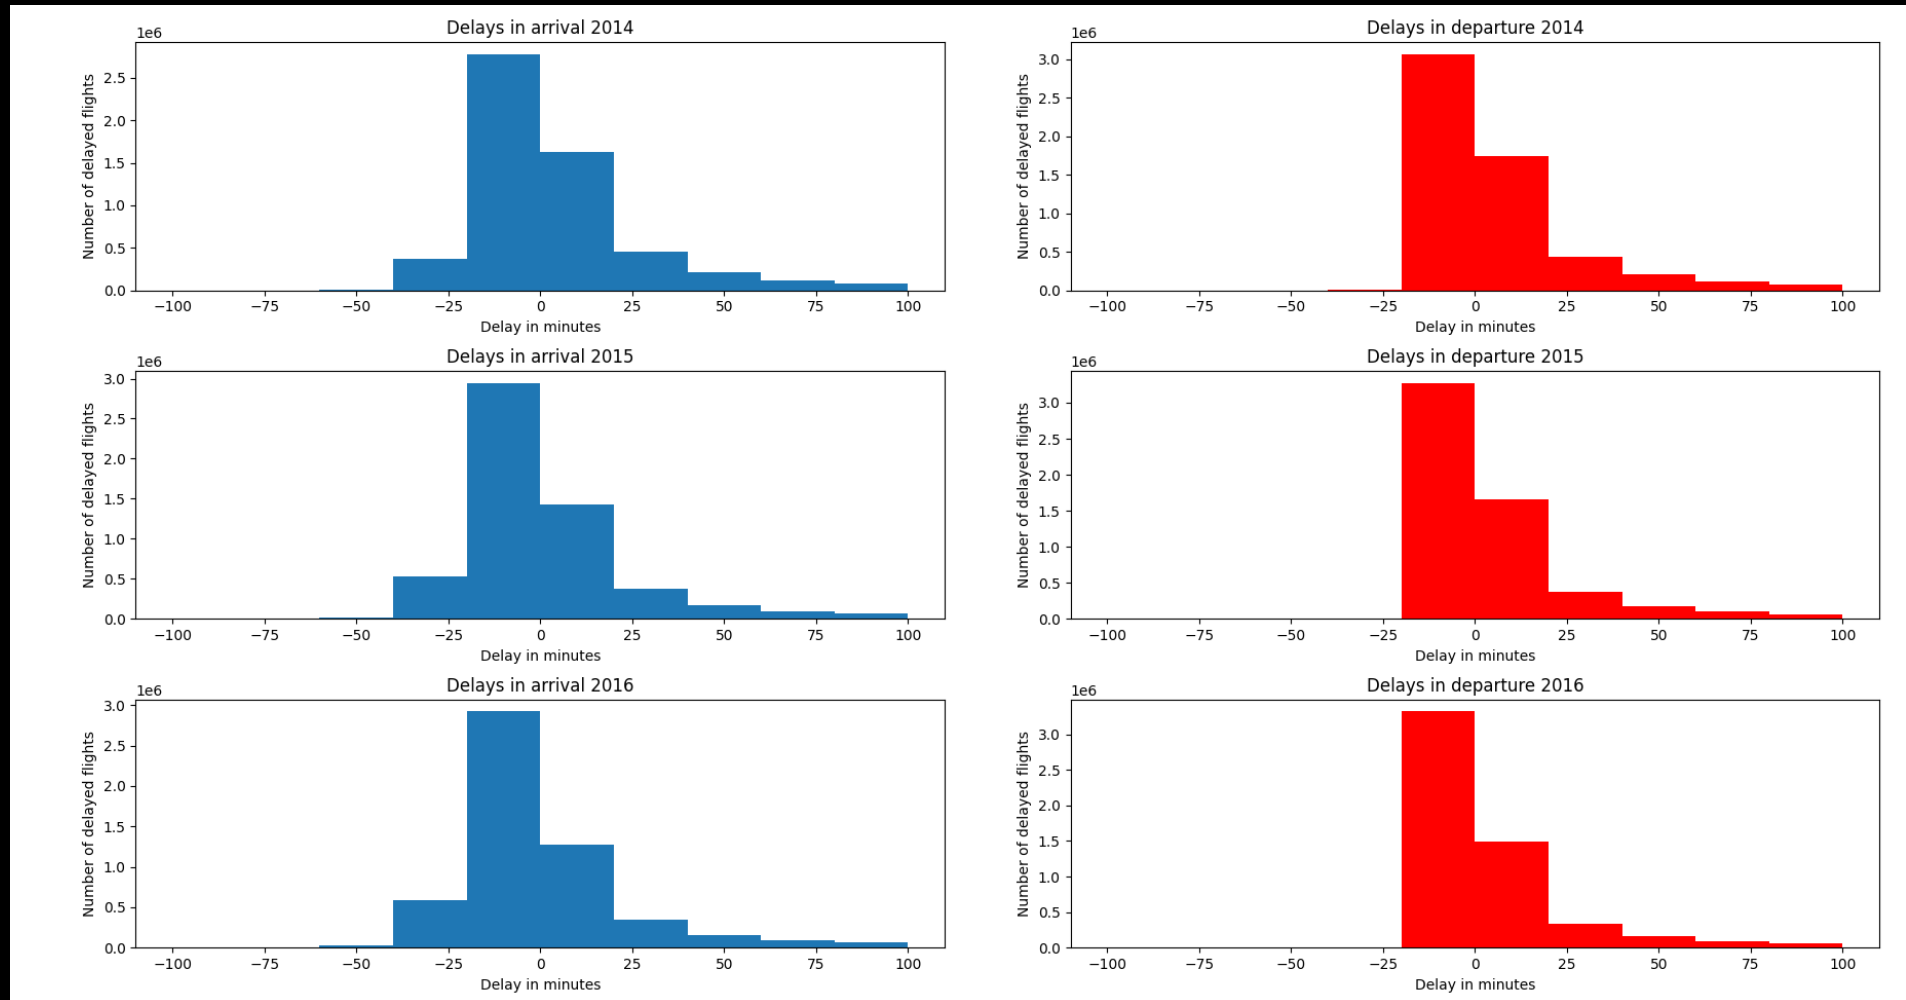 Delays in arrival 2014
1e6
Number of delayed flights
2.5
2.0
1.5
1.0
0.5
0.0
−100 −75 −50 −25 0 25 50 75 100
Delay in minutes
Delays in departure 2014
1e6
Number of delayed flights
3.0
2.5
2.0
1.5
1.0
0.5
0.0
−100 −75 −50 −25 0 25 50 75 100
Delay in minutes
Delays in arrival 2015
1e6
Number of delayed flights
3.0
2.5
2.0
1.5
1.0
0.5
0.0
−100 −75 −50 −25 0 25 50 75 100
Delay in minutes
Delays in departure 2015
1e6
Number of delayed flights
3.0
2.5
2.0
1.5
1.0
0.5
0.0
−100 −75 −50 −25 0 25 50 75 100
Delay in minutes
Delays in arrival 2016
1e6
Number of delayed flights
3.0
2.5
2.0
1.5
1.0
0.5
0.0
−100 −75 −50 −25 0 25 50 75 100
Delay in minutes
Delays in departure 2016
1e6
Number of delayed flights
3.0
2.5
2.0
1.5
1.0
0.5
0.0
−100 −75 −50 −25 0 25 50 75 100
Delay in minutes